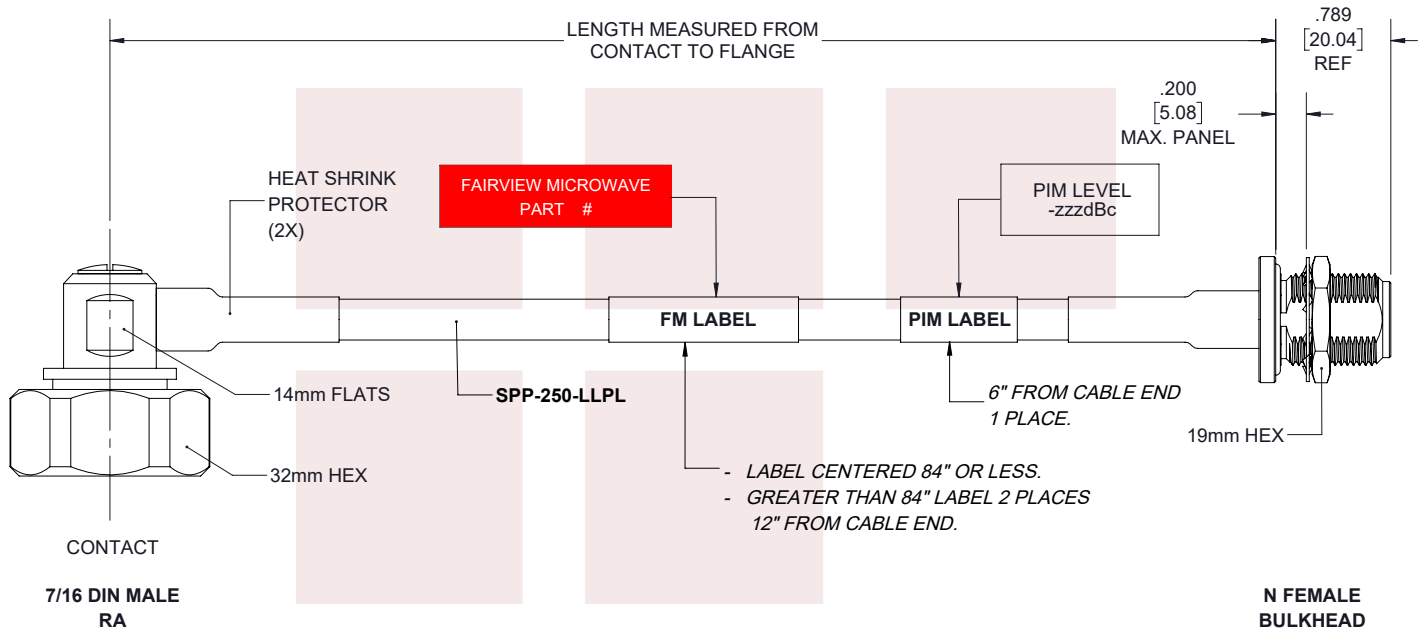 LENGTH MEASURED FROM
CONTACT TO FLANGE
.789
[20.04]
REF
.200
[5.08]
MAX. PANEL
HEAT SHRINK
PROTECTOR
(2X)
FAIRVIEW MICROWAVE
PART #
PIM LEVEL
-zzzdBc
FM LABEL
PIM LABEL
14mm FLATS
SPP-250-LLPL
6" FROM CABLE END
1 PLACE.
19mm HEX
32mm HEX
- LABEL CENTERED 84" OR LESS.
- GREATER THAN 84" LABEL 2 PLACES
12" FROM CABLE END.
CONTACT
7/16 DIN MALE
RA
N FEMALE
BULKHEAD